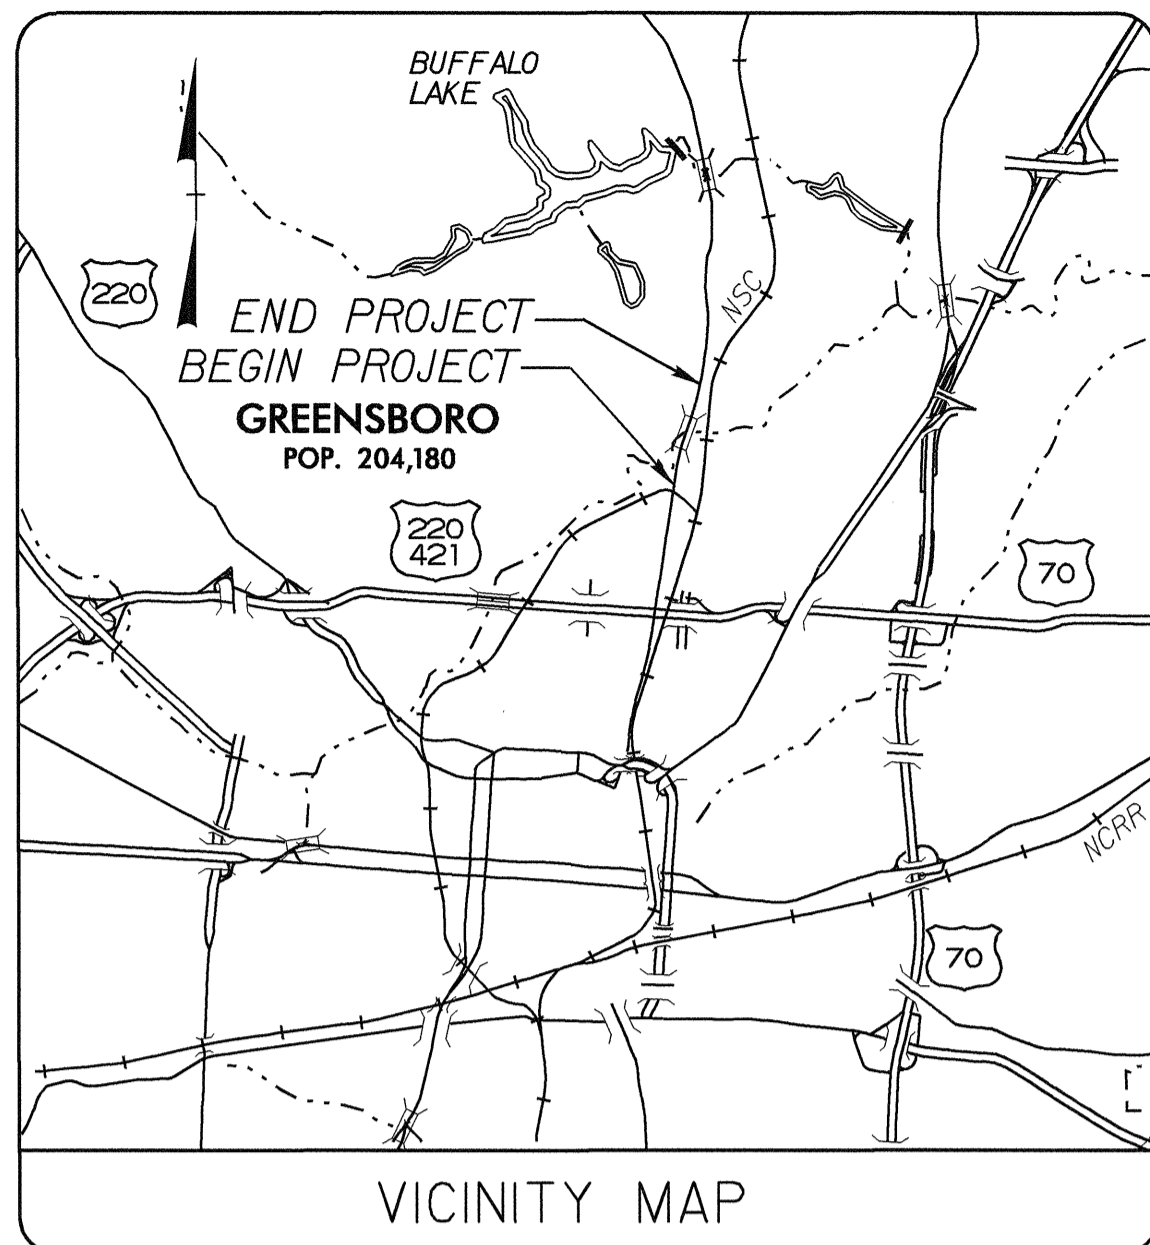 BUFFALO
LAKE
220
NSC
END PROJECT
BEGIN PROJECT
GREENSBORO
POP. 204,180
220
421
70
NCRR
70
VICINITY MAP